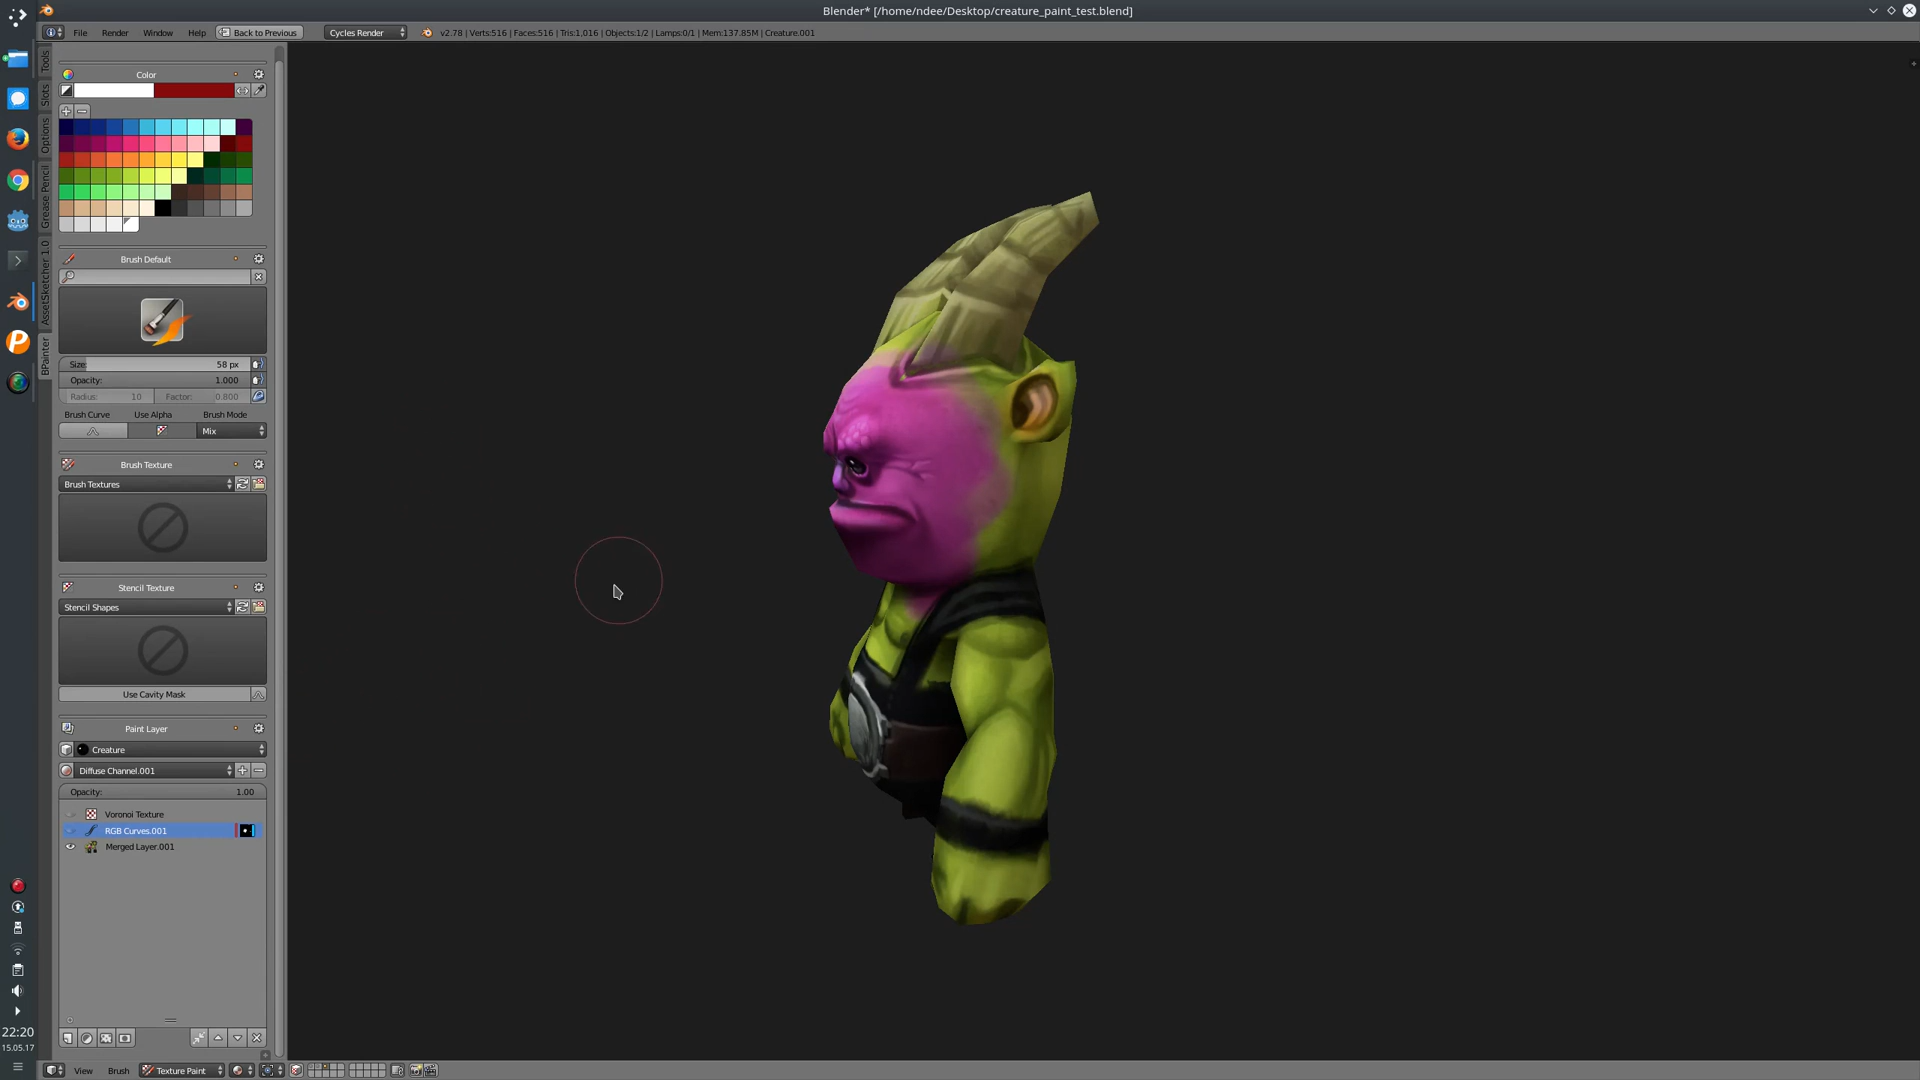 Blender* [/home/ndee/Desktop/creature_paint_test.blend]
File Render Window Help Back to Previous Cycles Render v2.78 | Verts:516 | Faces:516 | Tris:1,016 | Objects:1/2 | Lamps:0/1 | Mem:137.85M | Creature.001
Tools
Slots
Options
Grease Pencil
AssetSketcher 1.0
BPainter
Color
Brush Default
Size: 58 px
Opacity: 1.000
Radius: 10 Factor: 0.800
Brush Curve Use Alpha Brush Mode
Mix
Brush Texture
Brush Textures
Stencil Texture
Stencil Shapes
Use Cavity Mask
Paint Layer
Creature
Diffuse Channel.001
Opacity: 1.00
Voronoi Texture
RGB Curves.001
Merged Layer.001
22:20
15.05.17
View Brush Texture Paint